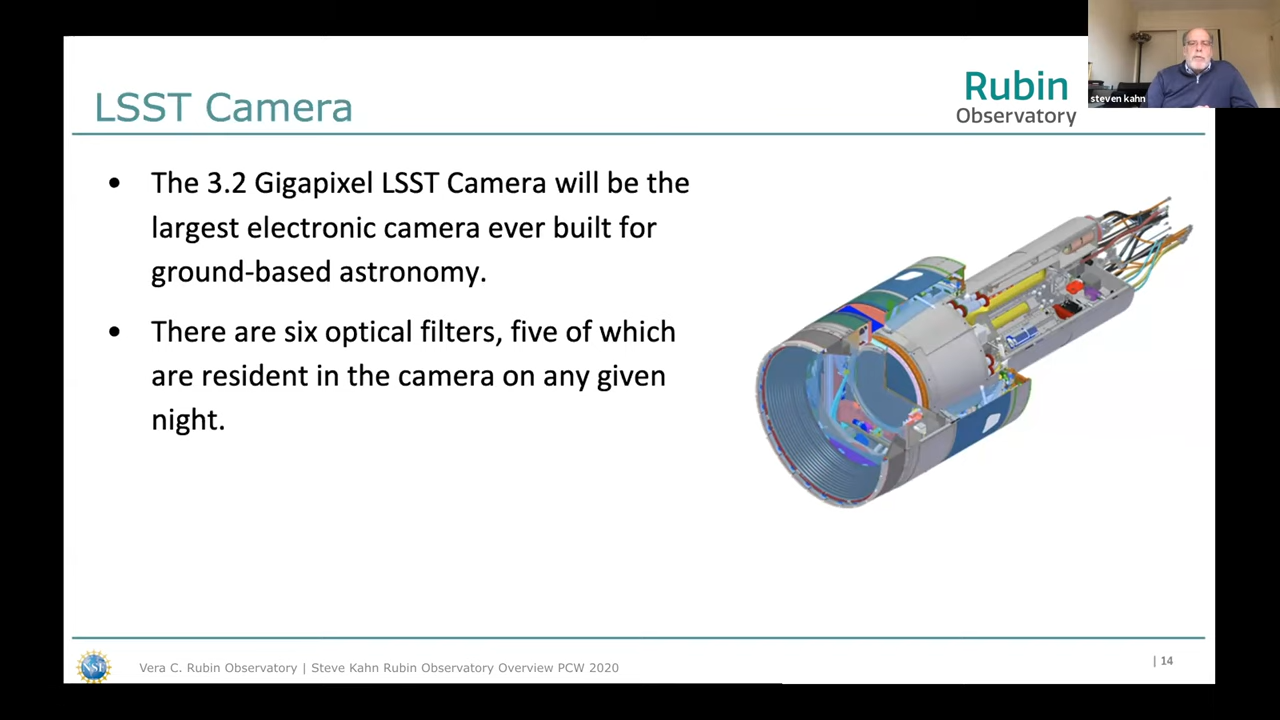 LSST Camera
Rubin
Observatory
steven kahn
• The 3.2 Gigapixel LSST Camera will be the
largest electronic camera ever built for
ground-based astronomy.
• There are six optical filters, five of which
are resident in the camera on any given
night.
NSF
Vera C. Rubin Observatory | Steve Kahn Rubin Observatory Overview PCW 2020
| 14